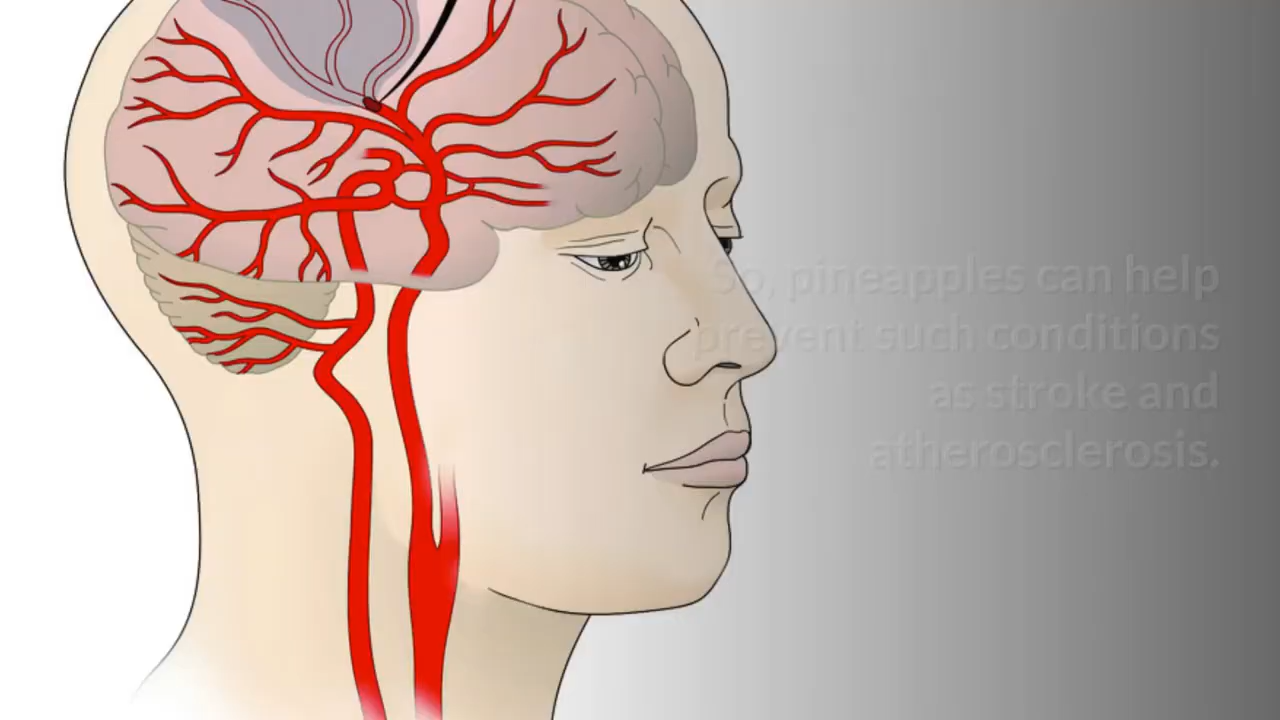 So, pineapples can help
prevent such conditions
as stroke and
atherosclerosis.